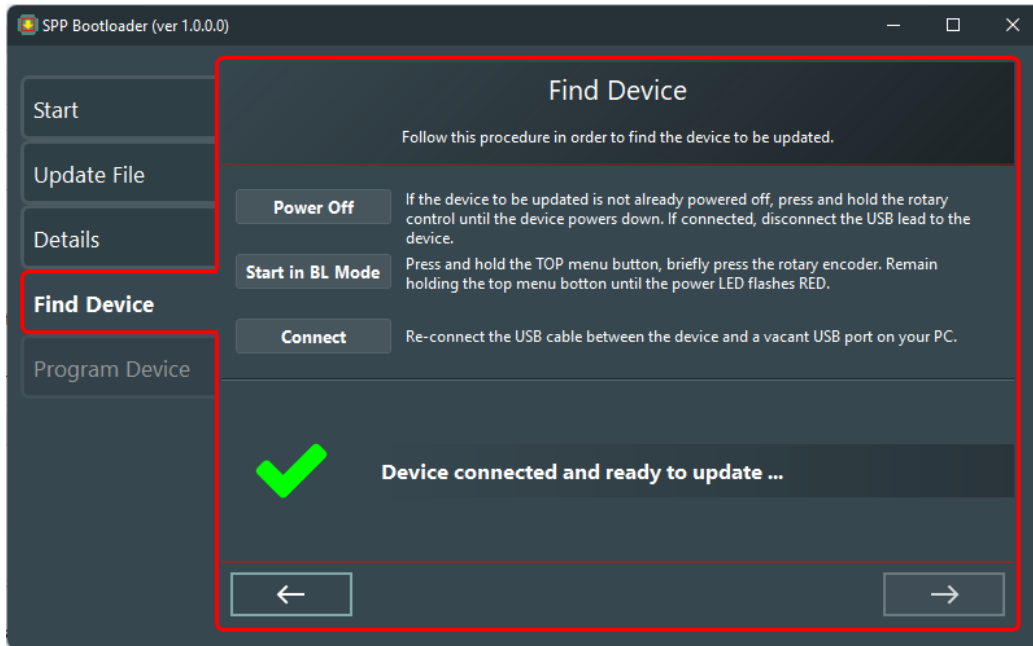 SPP Bootloader (ver 1.0.0.0)
Start
Update File
Details
Find Device
Program Device
Find Device
Follow this procedure in order to find the device to be updated.
Power Off
If the device to be updated is not already powered off, press and hold the rotary
control until the device powers down. If connected, disconnect the USB lead to the
device.
Start in BL Mode
Press and hold the TOP menu button, briefly press the rotary encoder. Remain
holding the top menu botton until the power LED flashes RED.
Connect
Re-connect the USB cable between the device and a vacant USB port on your PC.
Device connected and ready to update ...